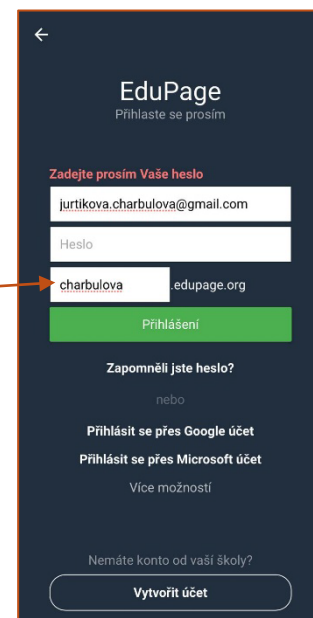 EduPage
Přihlaste se prosím
Zadejte prosím Vaše heslo
jurtikova.charbulova@gmail.com
Heslo
charbulova .edupage.org
Přihlášení
Zapomněli jste heslo?
nebo
Přihlásit se přes Google účet
Přihlásit se přes Microsoft účet
Více možností
Nemáte konto od vaší školy?
Vytvořit účet